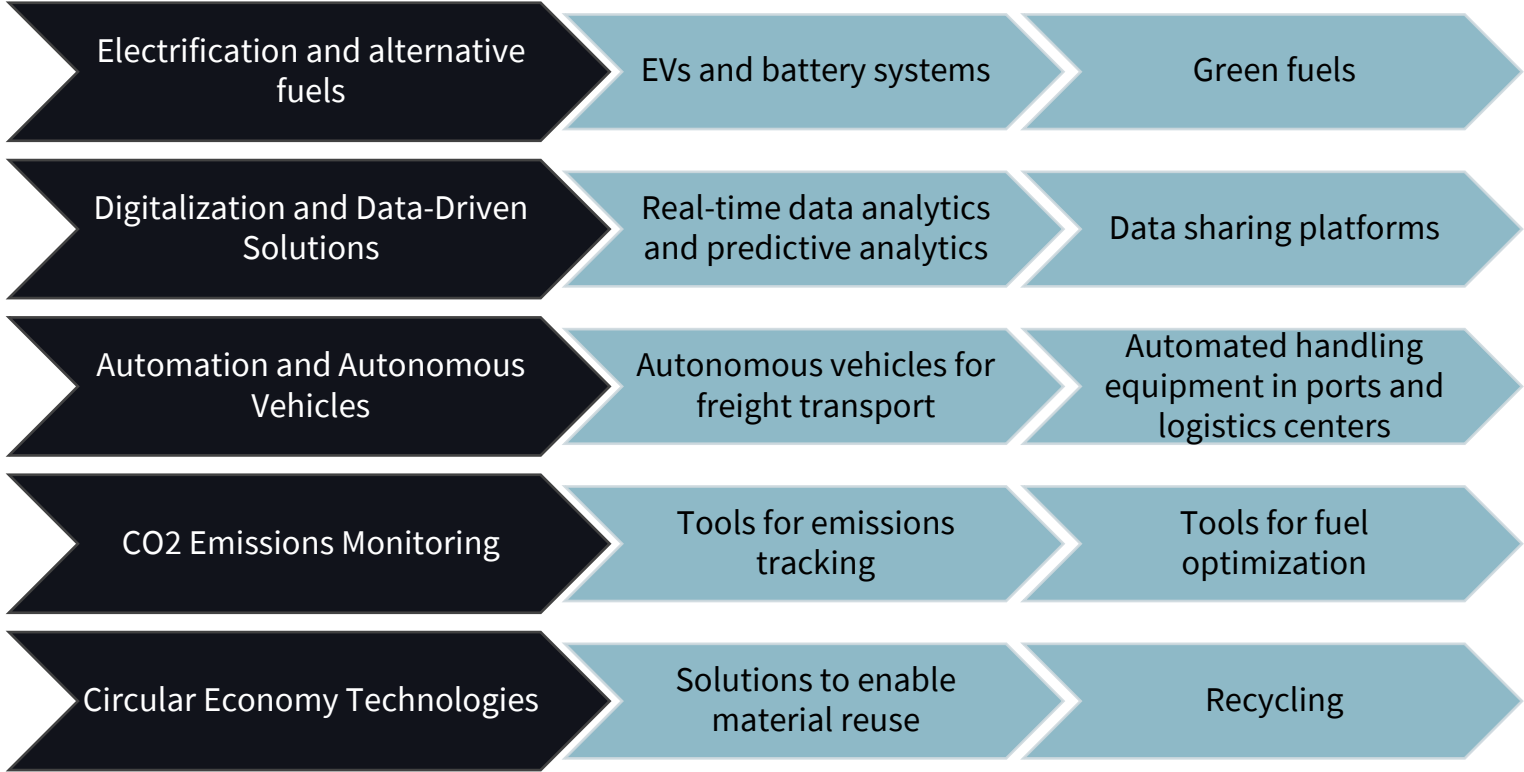 Electrification and alternative
fuels
EVs and battery systems
Green fuels
Digitalization and Data-Driven
Solutions
Real-time data analytics
and predictive analytics
Data sharing platforms
Automation and Autonomous
Vehicles
Autonomous vehicles for
freight transport
Automated handling
equipment in ports and
logistics centers
CO2 Emissions Monitoring
Tools for emissions
tracking
Tools for fuel
optimization
Circular Economy Technologies
Solutions to enable
material reuse
Recycling